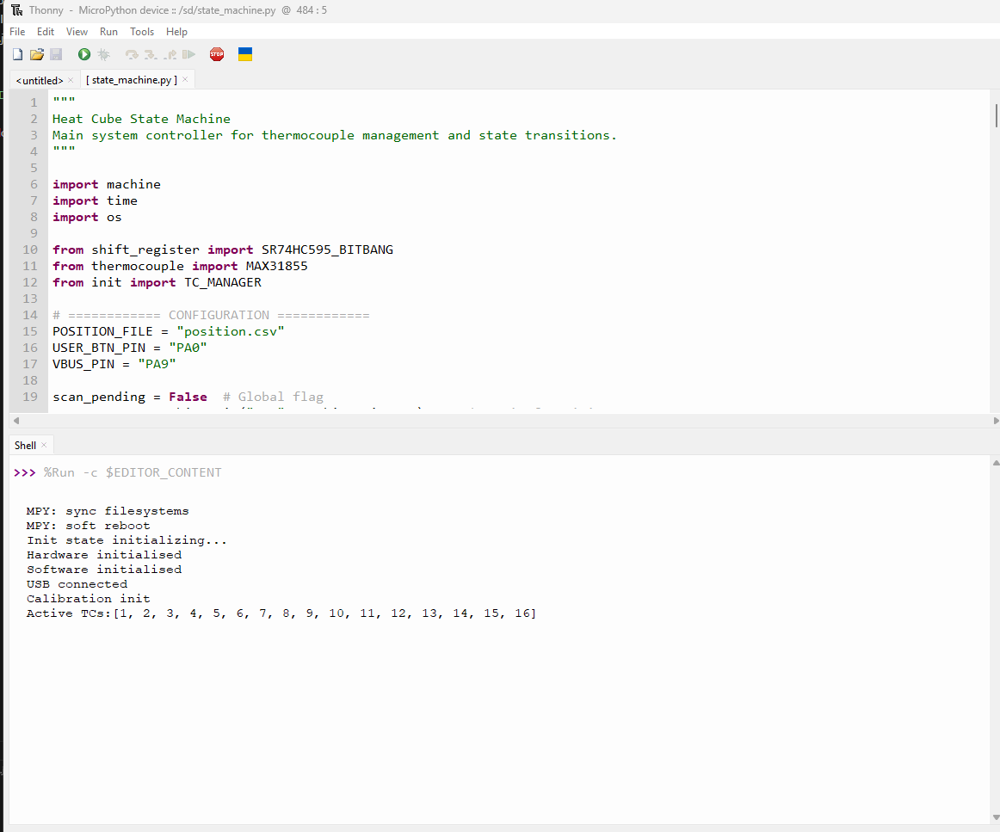 Thonny - MicroPython device :: /sd/state_machine.py @ 484 : 5
File Edit View Run Tools Help
STOP
<untitled> × [ state_machine.py ] ×
1 """
2 Heat Cube State Machine
3 Main system controller for thermocouple management and state transitions.
4 """
5
6 import machine
7 import time
8 import os
9
10 from shift_register import SR74HC595_BITBANG
11 from thermocouple import MAX31855
12 from init import TC_MANAGER
13
14 # ============ CONFIGURATION ============
15 POSITION_FILE = "position.csv"
16 USER_BTN_PIN = "PA0"
17 VBUS_PIN = "PA9"
18
19 scan_pending = False  # Global flag
Shell ×
>>> %Run -c $EDITOR_CONTENT
MPY: sync filesystems
MPY: soft reboot
Init state initializing...
Hardware initialised
Software initialised
USB connected
Calibration init
Active TCs:[1, 2, 3, 4, 5, 6, 7, 8, 9, 10, 11, 12, 13, 14, 15, 16]